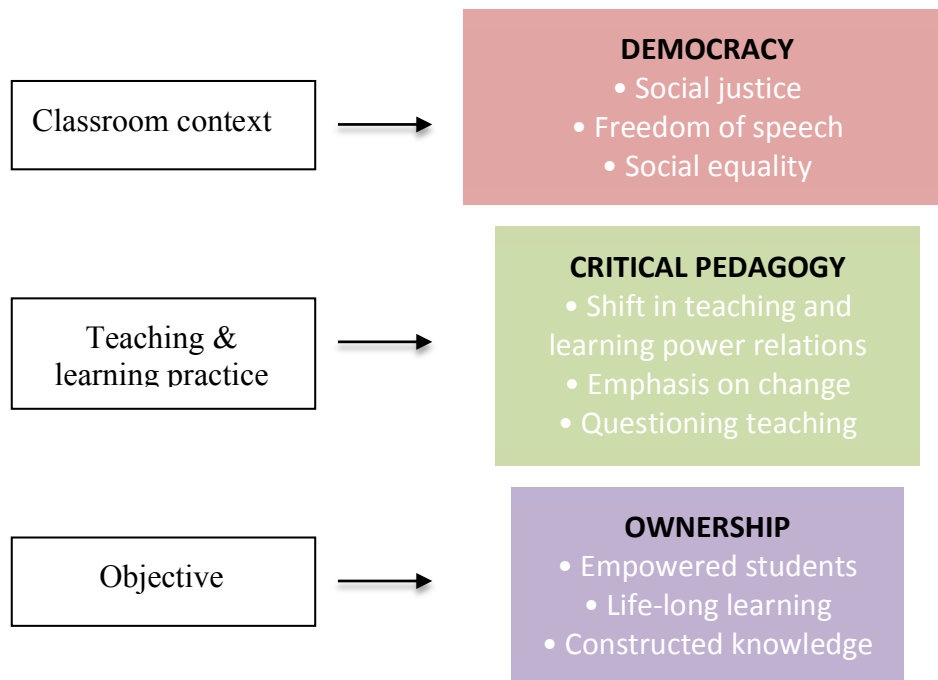 Classroom context
DEMOCRACY
• Social justice
• Freedom of speech
• Social equality
Teaching &
learning practice
CRITICAL PEDAGOGY
• Shift in teaching and
learning power relations
• Emphasis on change
• Questioning teaching
Objective
OWNERSHIP
• Empowered students
• Life-long learning
• Constructed knowledge